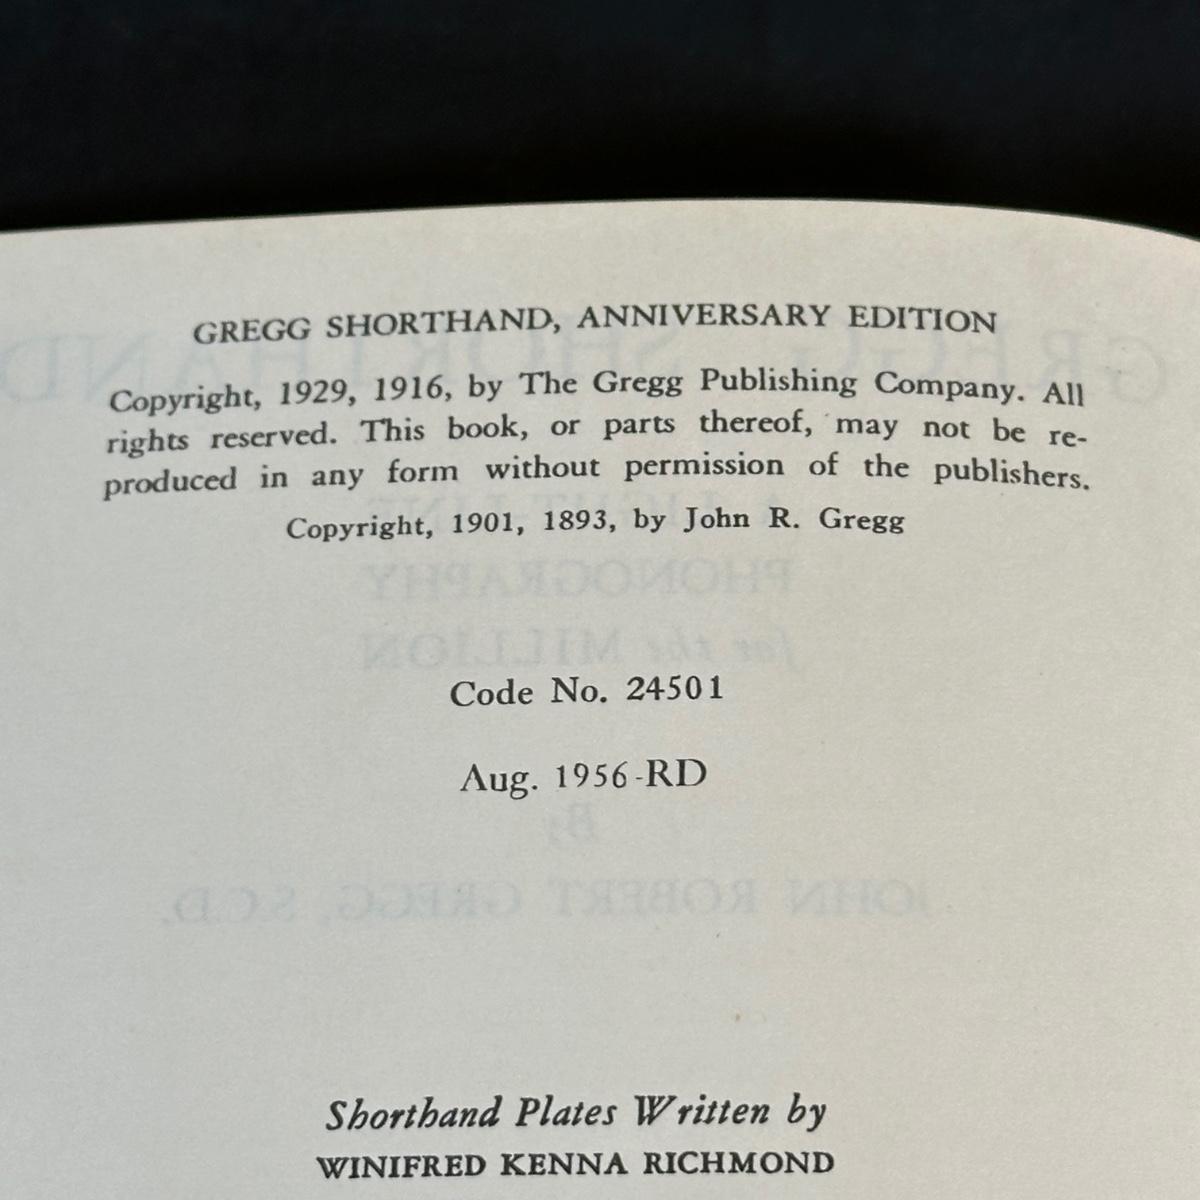 GREGG SHORTHAND, ANNIVERSARY EDITION
Copyright, 1929, 1916, by The Gregg Publishing Company. All
rights reserved. This book, or parts thereof, may not be re-
produced in any form without permission of the publishers.
Copyright, 1901, 1893, by John R. Gregg
Code No. 24501
Aug. 1956-RD
Shorthand Plates Written by
WINIFRED KENNA RICHMOND